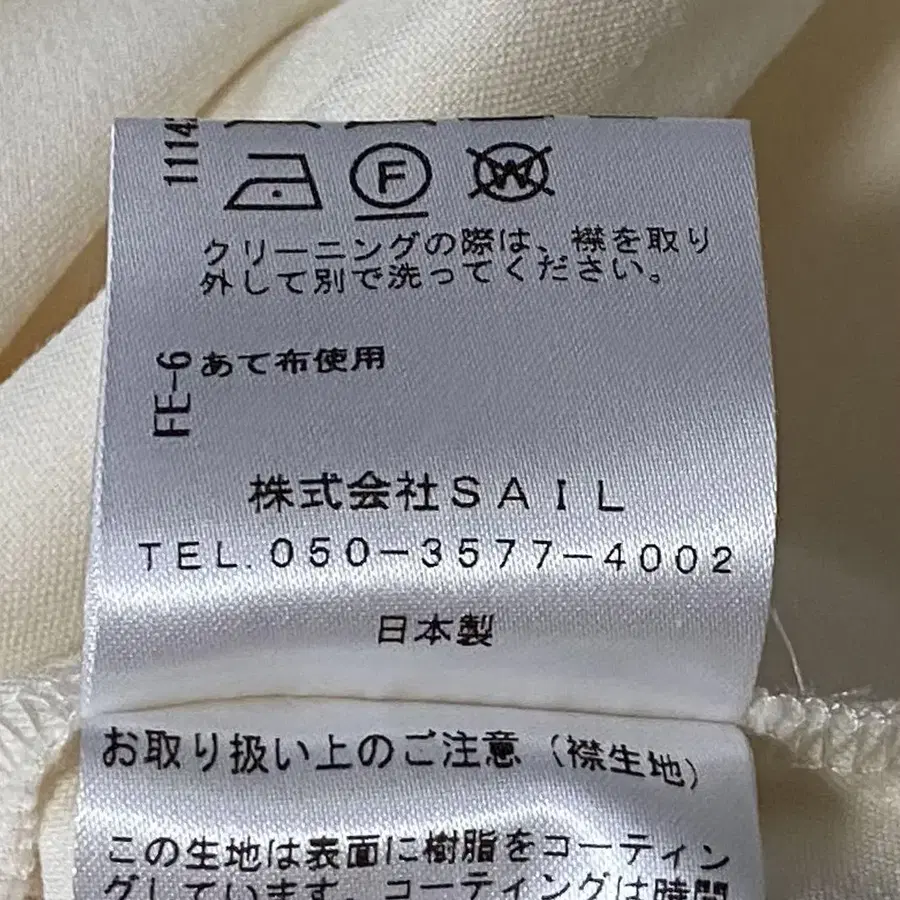 1114
F
W
クリーニングの際は、襟を取り
外して別で洗ってください。
FE-6
あて布使用
株式会社SAIL
TEL.050-3577-4002
日本製
お取り扱い上のご注意(襟生地)
この生地は表面に樹脂をコーティン
グしています。コーティングは時間